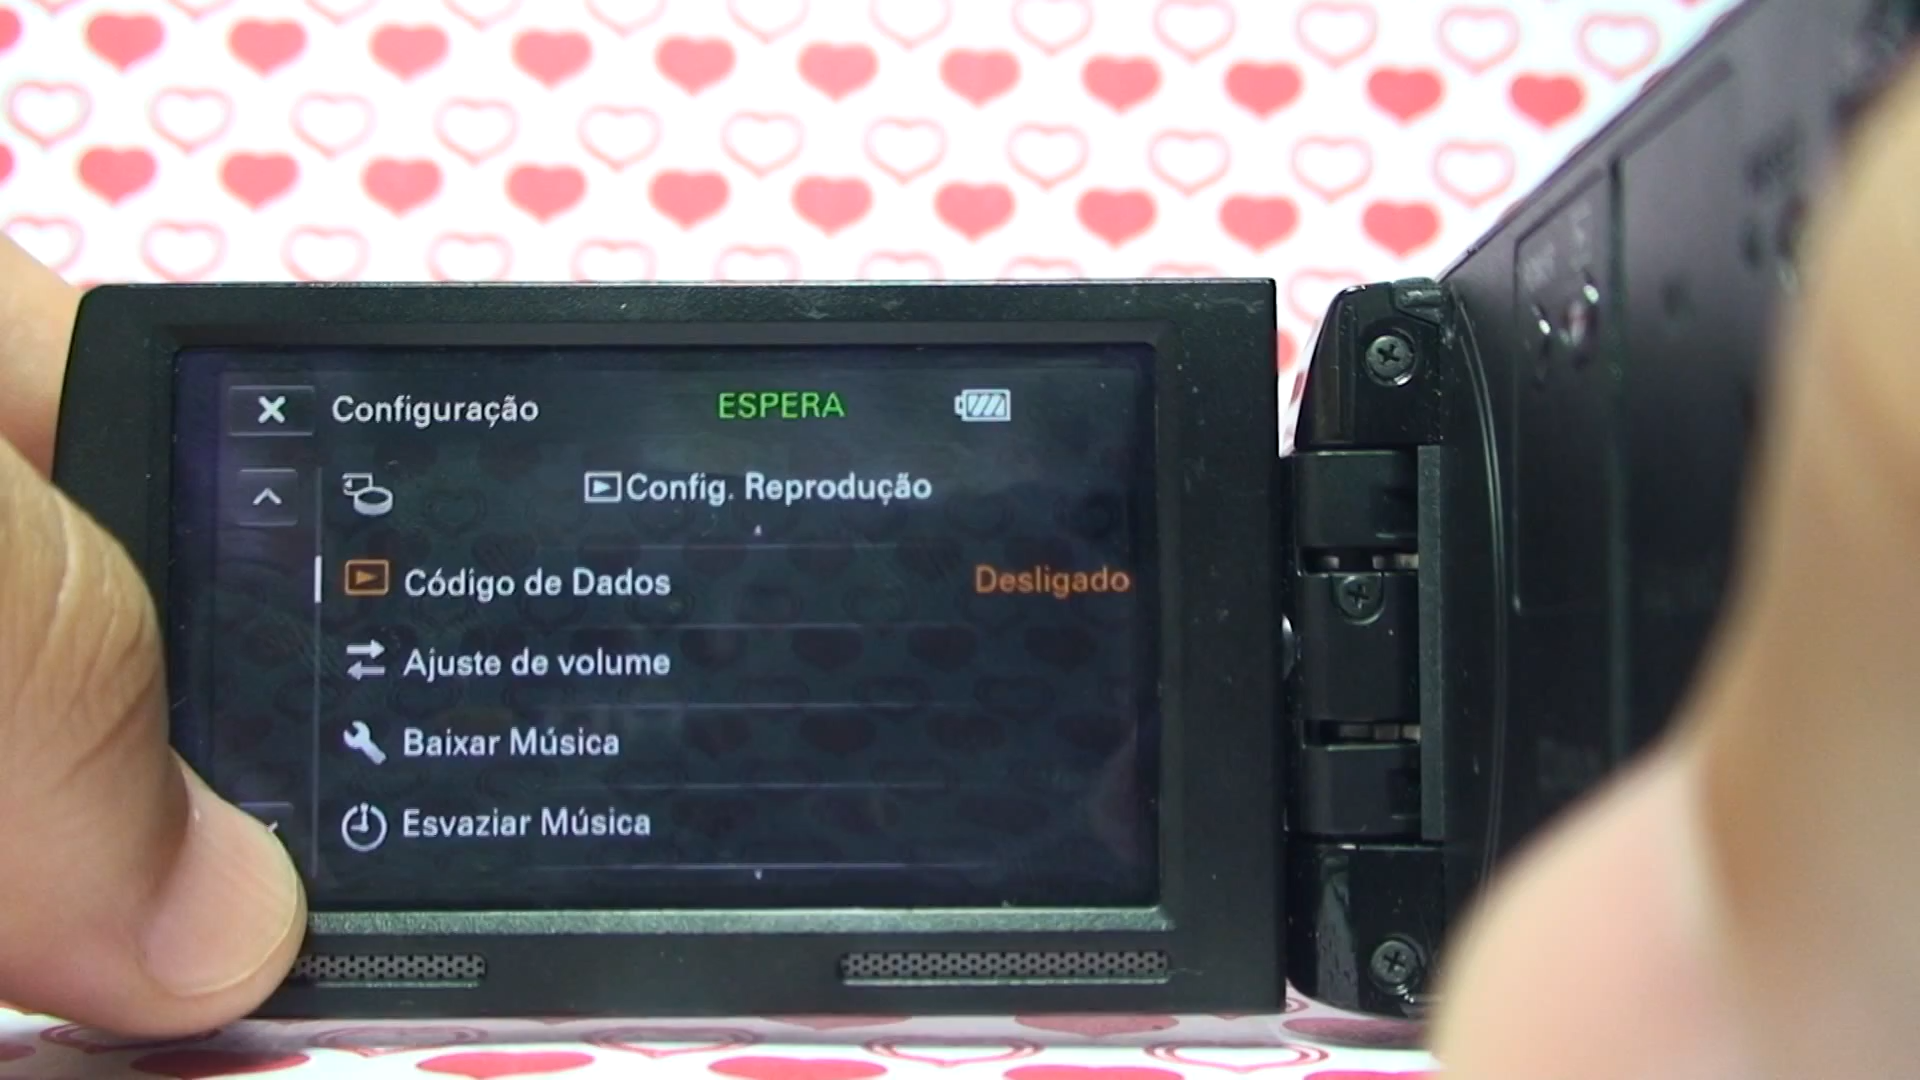 Configuração ESPERA
Config. Reprodução
Código de Dados Desligado
Ajuste de volume
Baixar Música
Esvaziar Música